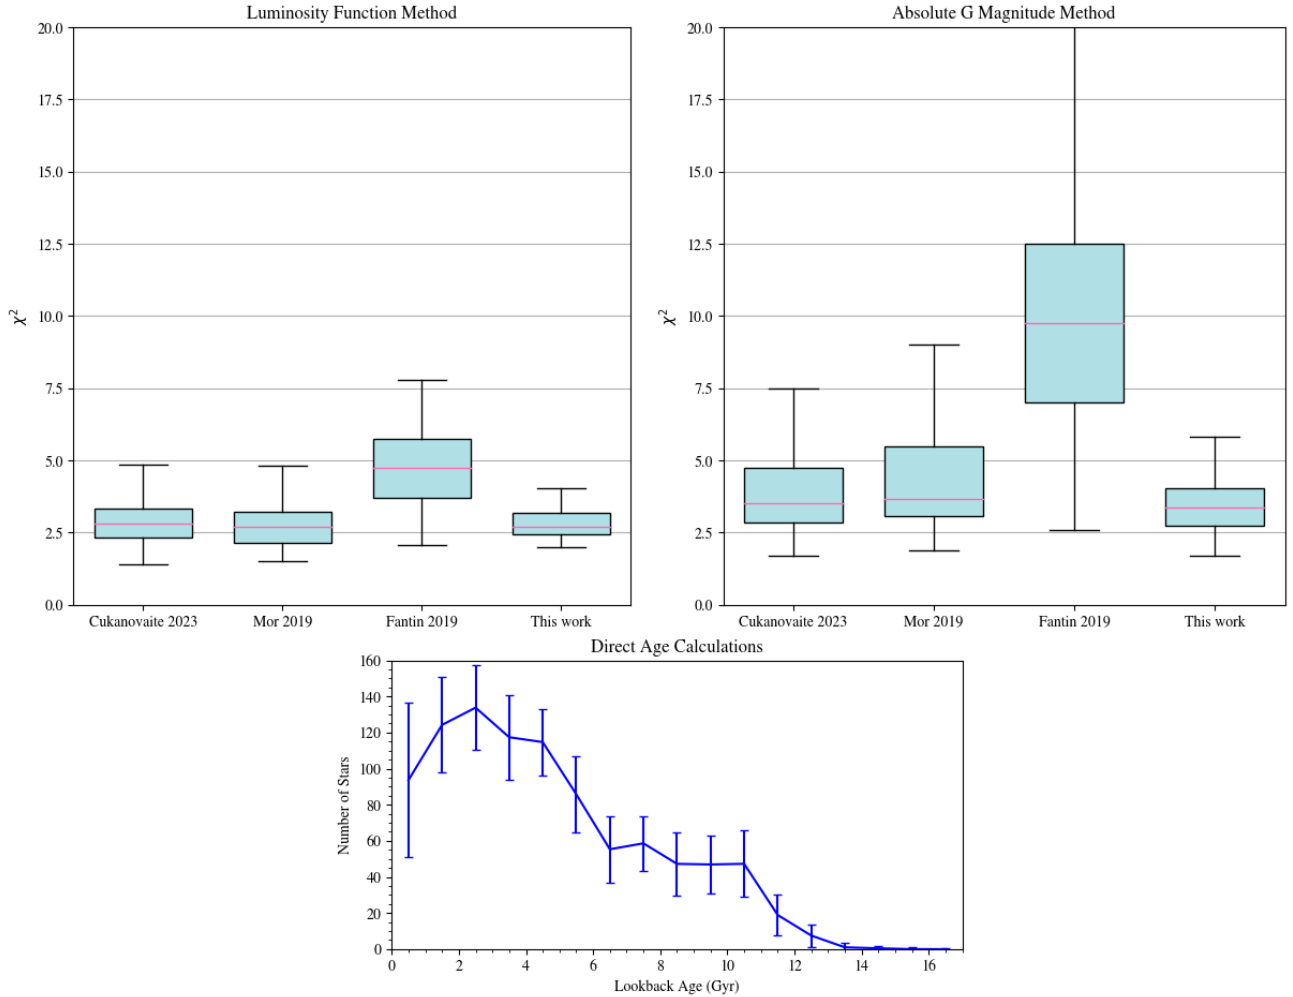 Luminosity Function Method
20.0
17.5
15.0
12.5
10.0
7.5
5.0
2.5
0.0
χ²
Cukanovaite 2023 Mor 2019 Fantin 2019 This work
Absolute G Magnitude Method
20.0
17.5
15.0
12.5
10.0
7.5
5.0
2.5
0.0
χ²
Cukanovaite 2023 Mor 2019 Fantin 2019 This work
Direct Age Calculations
160
140
120
100
80
60
40
20
0
Number of Stars
0 2 4 6 8 10 12 14 16
Lookback Age (Gyr)